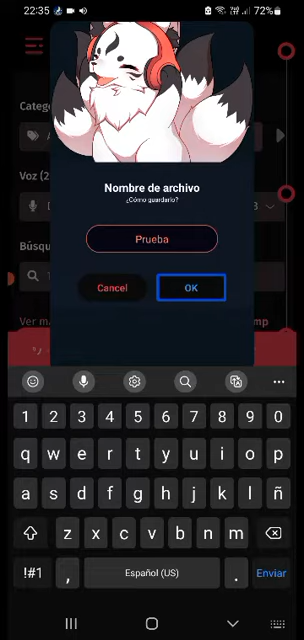 22:35
72%
Categ
Nombre de archivo
¿Cómo guardarlo?
Voz (2
Prueba
Búsqu
Cancel
OK
Ver m
mp
1 2 3 4 5 6 7 8 9 0
q w e r t y u i o p
a s d f g h j k l ñ
z x c v b n m
!#1 , Español (US) . Enviar